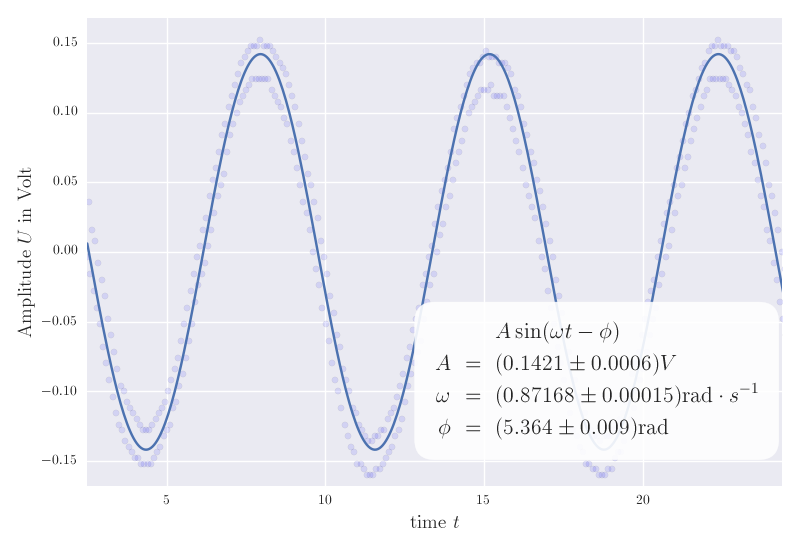 0.15
0.10
0.05
0.00
−0.05
−0.10
−0.15
Amplitude U in Volt
A sin(ωt − ϕ)
A = (0.1421 ± 0.0006)V
ω = (0.87168 ± 0.00015)rad · s⁻¹
ϕ = (5.364 ± 0.009)rad
5 10 15 20
time t